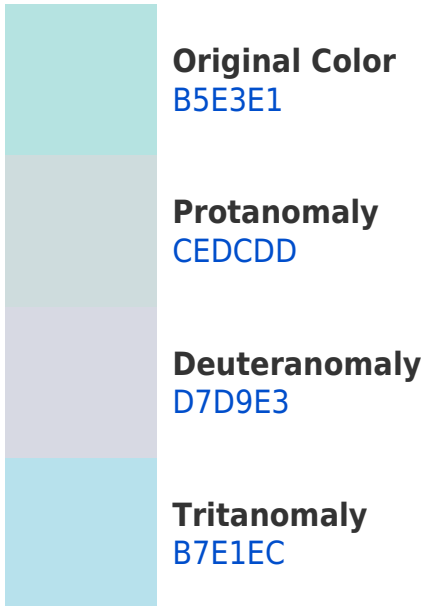 Original Color
B5E3E1
Protanomaly
CEDCDD
Deuteranomaly
D7D9E3
Tritanomaly
B7E1EC